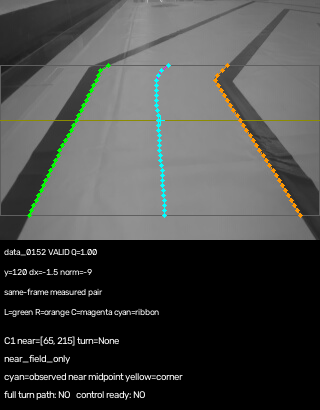 data_0152 VALID Q=1.00
y=120 dx=-1.5 norm=-9
same-frame measured pair
L=green R=orange C=magenta cyan=ribbon
C1 near=[65, 215] turn=None
near_field_only
cyan=observed near midpoint yellow=corner
full turn path: NO control ready: NO